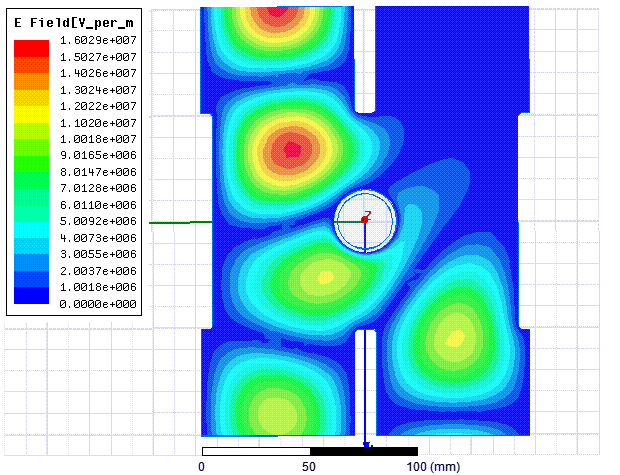 E Field[V_per_m
1.6029e+007
1.5027e+007
1.4026e+007
1.3024e+007
1.2022e+007
1.1020e+007
1.0018e+007
9.0165e+006
8.0147e+006
7.0128e+006
6.0110e+006
5.0092e+006
4.0073e+006
3.0055e+006
2.0037e+006
1.0018e+006
0.0000e+000
Z
0 50 100 (mm)